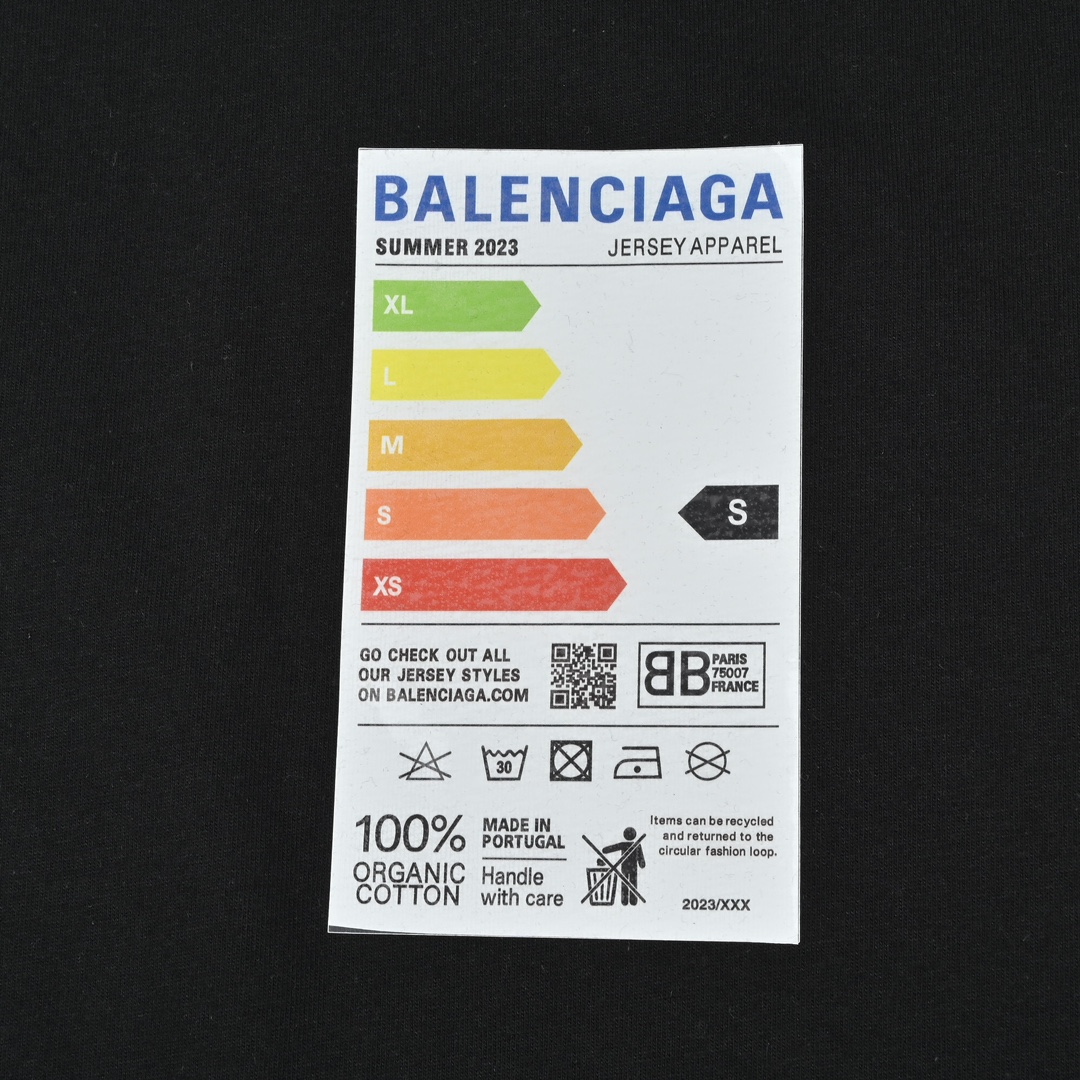 BALENCIAGA
SUMMER 2023 JERSEY APPAREL
XL
L
M
S S
XS
GO CHECK OUT ALL
OUR JERSEY STYLES
ON BALENCIAGA.COM
BB
PARIS
75007
FRANCE
30
100%
ORGANIC
COTTON
MADE IN
PORTUGAL
Handle
with care
Items can be recycled
and returned to the
circular fashion loop.
2023/XXX